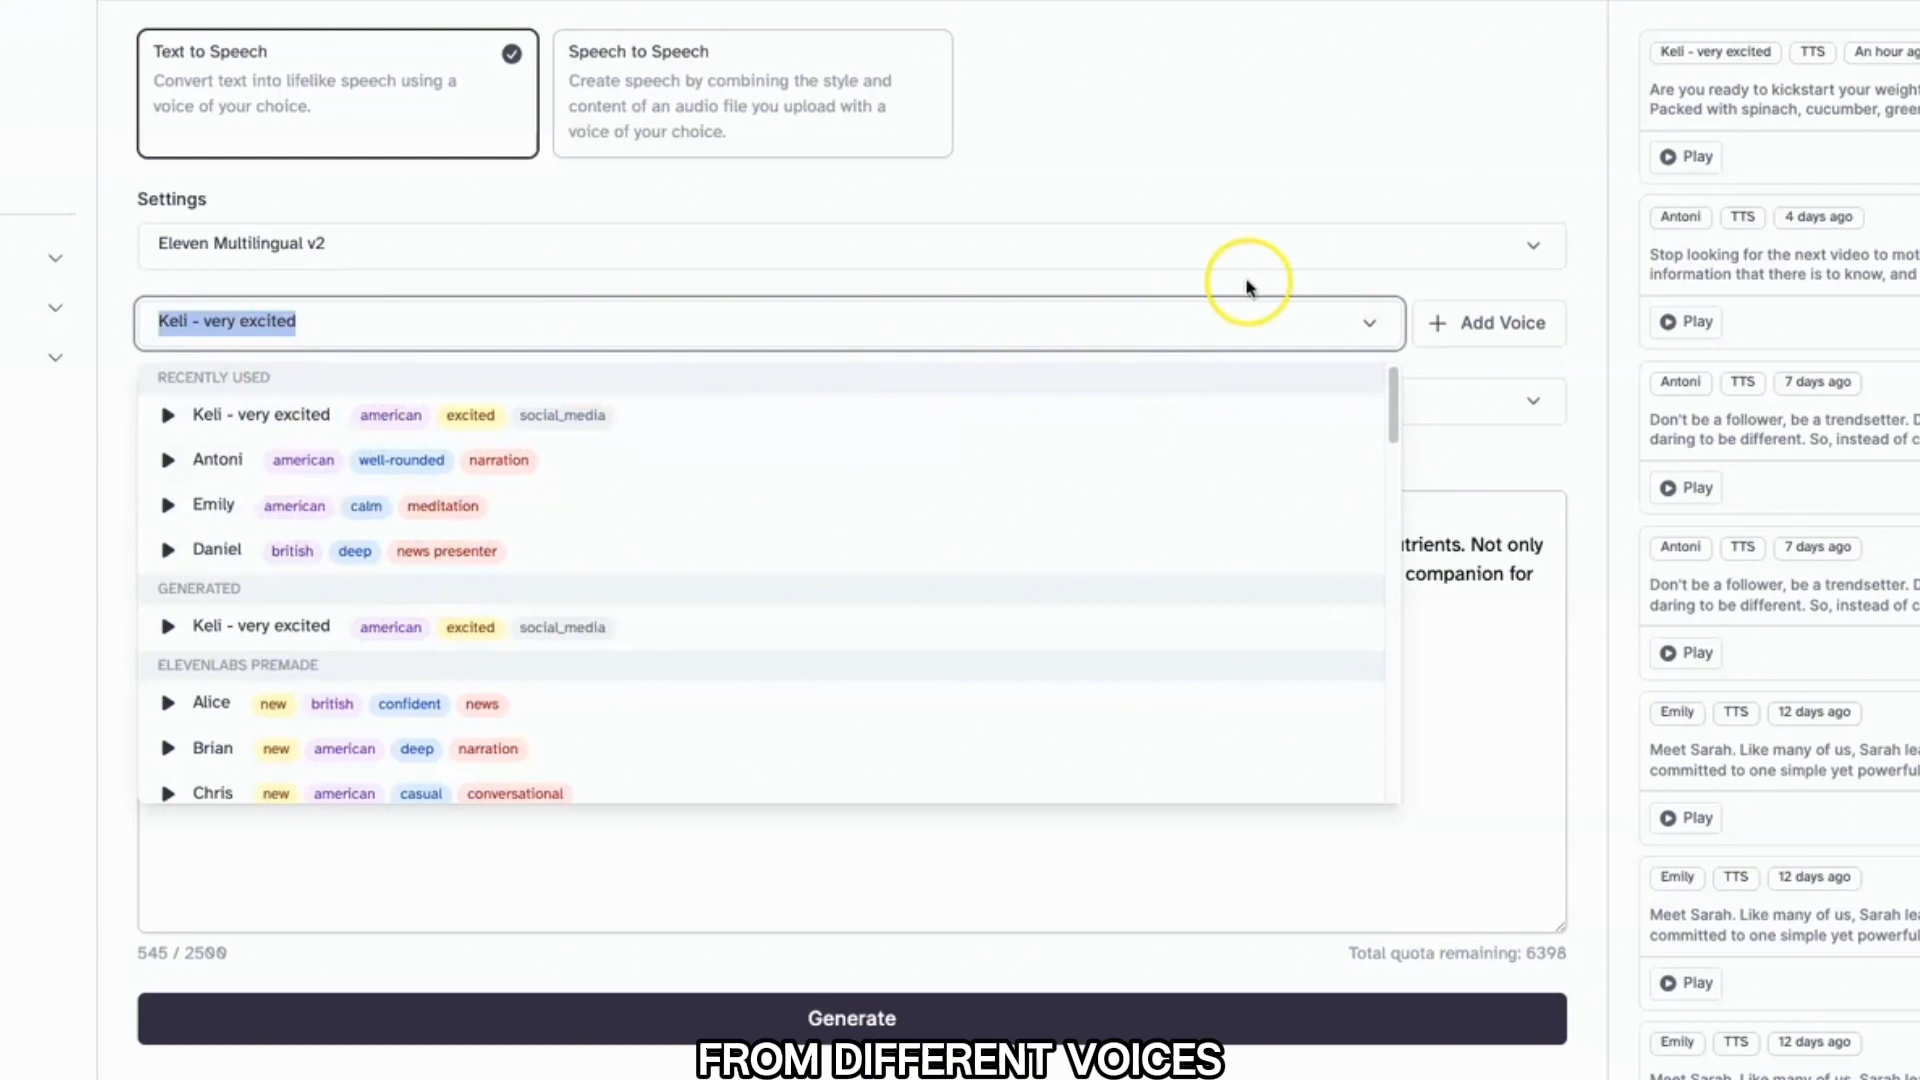 Text to Speech
Convert text into lifelike speech using a
voice of your choice.
Speech to Speech
Create speech by combining the style and
content of an audio file you upload with a
voice of your choice.
Settings
Eleven Multilingual v2
Keli - very excited
+ Add Voice
RECENTLY USED
Keli - very excited american excited social_media
Antoni american well-rounded narration
Emily american calm meditation
Daniel british deep news presenter
GENERATED
Keli - very excited american excited social_media
ELEVENLABS PREMADE
Alice new british confident news
Brian new american deep narration
Chris new american casual conversational
trients. Not only
companion for
545 / 2500
Total quota remaining: 6398
Generate
FROM DIFFERENT VOICES
Keli - very excited TTS An hour ag
Are you ready to kickstart your weight
Packed with spinach, cucumber, green
Play
Antoni TTS 4 days ago
Stop looking for the next video to mot
information that there is to know, and
Play
Antoni TTS 7 days ago
Don't be a follower, be a trendsetter. D
daring to be different. So, instead of c
Play
Antoni TTS 7 days ago
Don't be a follower, be a trendsetter. D
daring to be different. So, instead of c
Play
Emily TTS 12 days ago
Meet Sarah. Like many of us, Sarah lea
committed to one simple yet powerful
Play
Emily TTS 12 days ago
Meet Sarah. Like many of us, Sarah lea
committed to one simple yet powerful
Play
Emily TTS 12 days ago